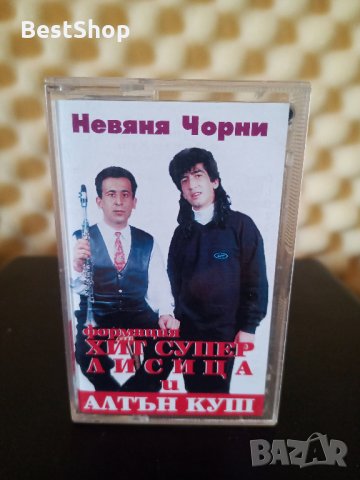 BestShop
Невяня Чорни
формация
ХИТ СУПЕР
ЛИСИЦА
и
АЛТЪН КУШ
BAZAR